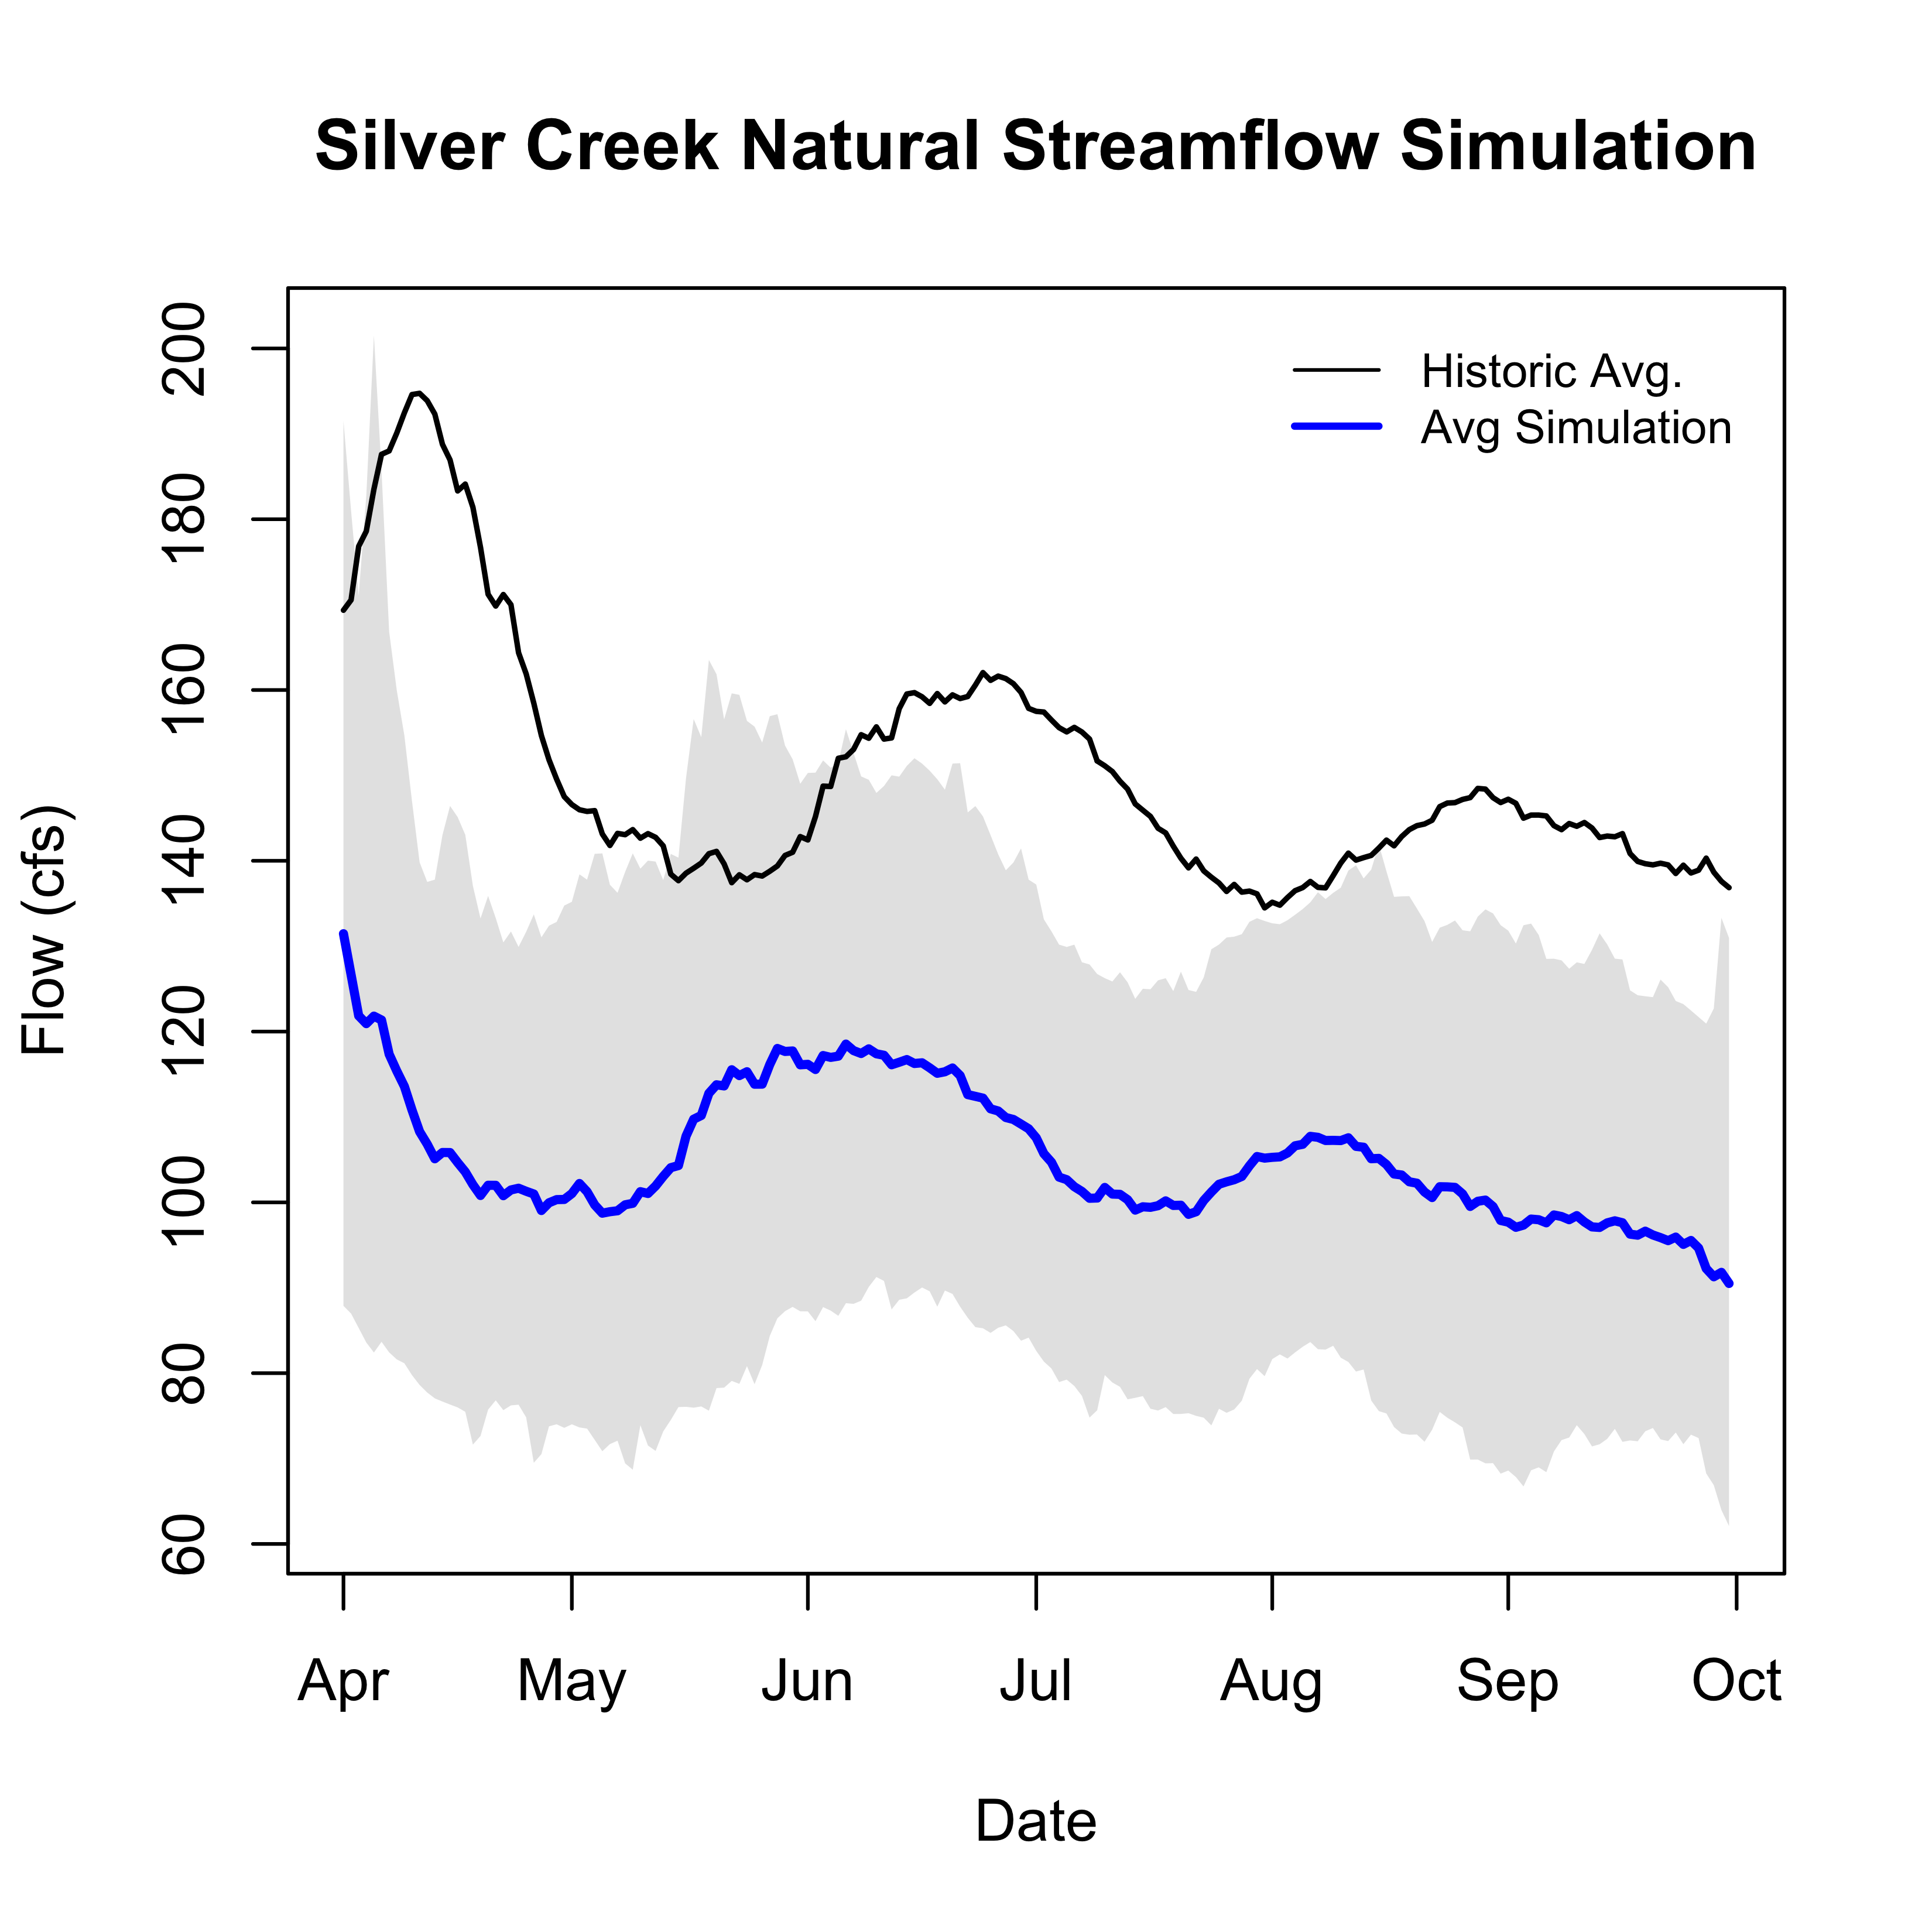 Silver Creek Natural Streamflow Simulation
Historic Avg.
Avg Simulation
Flow (cfs)
200
180
160
140
120
100
80
60
Apr May Jun Jul Aug Sep Oct
Date